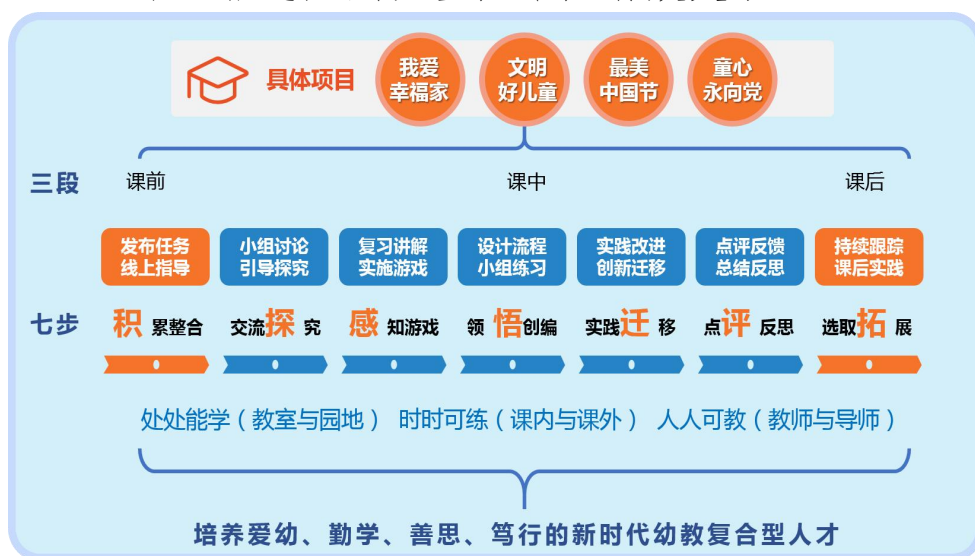 具体项目
我爱
幸福家
文明
好儿童
最美
中国节
童心
永向党
三段
课前
课中
课后
发布任务
线上指导
小组讨论
引导探究
复习讲解
实施游戏
设计流程
小组练习
实践改进
创新迁移
点评反馈
总结反思
持续跟踪
课后实践
七步
积 累整合
交流探 究
感 知游戏
领 悟创编
实践迁 移
点评 反思
选取拓 展
处处能学（教室与园地） 时时可练（课内与课外） 人人可教（教师与导师）
培养爱幼、勤学、善思、笃行的新时代幼教复合型人才